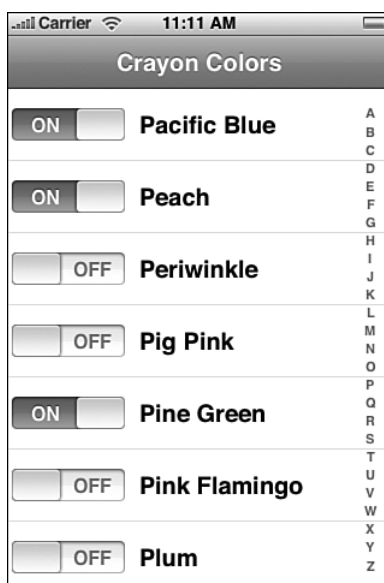 Carrier 11:11 AM
Crayon Colors
ON Pacific Blue
ON Peach
OFF Periwinkle
OFF Pig Pink
ON Pine Green
OFF Pink Flamingo
OFF Plum
A
B
C
D
E
F
G
H
I
J
K
L
M
N
O
P
Q
R
S
T
U
V
W
X
Y
Z